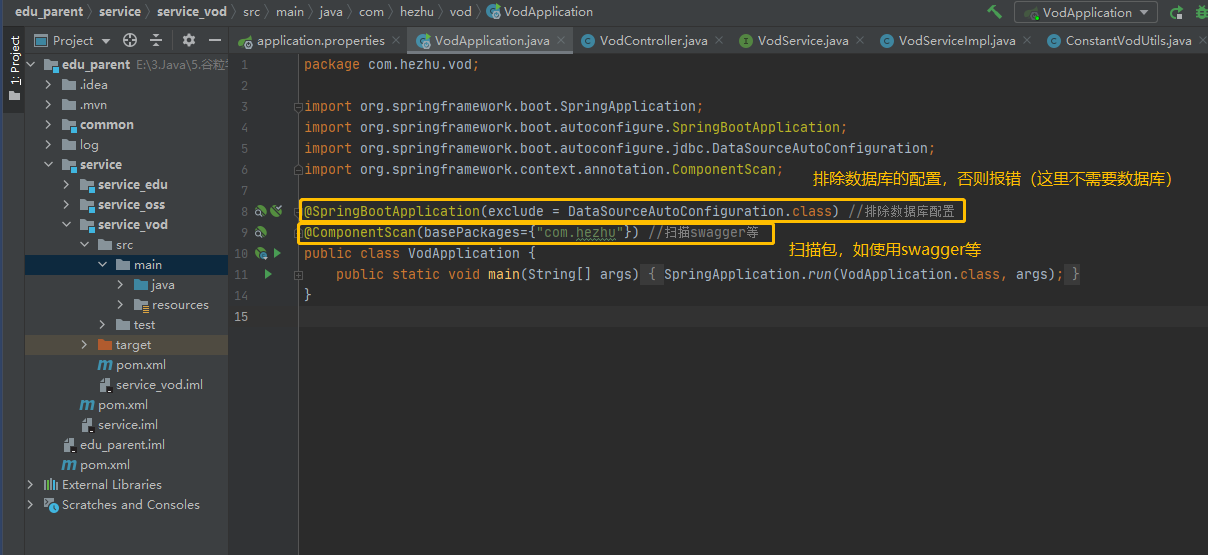 edu_parent service service_vod src main java com hezhu vod VodApplication
VodApplication
1: Project
Project
application.properties
VodApplication.java
VodController.java
VodService.java
VodServiceImpl.java
ConstantVodUtils.java
edu_parent E:\3.Java\5.
.idea
.mvn
common
log
service
service_edu
service_oss
service_vod
src
main
java
resources
test
target
pom.xml
service_vod.iml
pom.xml
service.iml
edu_parent.iml
pom.xml
External Libraries
Scratches and Consoles
1 package com.hezhu.vod;
2
3 import org.springframework.boot.SpringApplication;
4 import org.springframework.boot.autoconfigure.SpringBootApplication;
5 import org.springframework.boot.autoconfigure.jdbc.DataSourceAutoConfiguration;
6 import org.springframework.context.annotation.ComponentScan;
排除数据库的配置，否则报错（这里不需要数据库）
7
8 @SpringBootApplication(exclude = DataSourceAutoConfiguration.class) //排除数据库配置
9 @ComponentScan(basePackages={"com.hezhu"}) //扫描swagger等
扫描包，如使用swagger等
10 public class VodApplication {
11 public static void main(String[] args) { SpringApplication.run(VodApplication.class, args); }
14 }
15